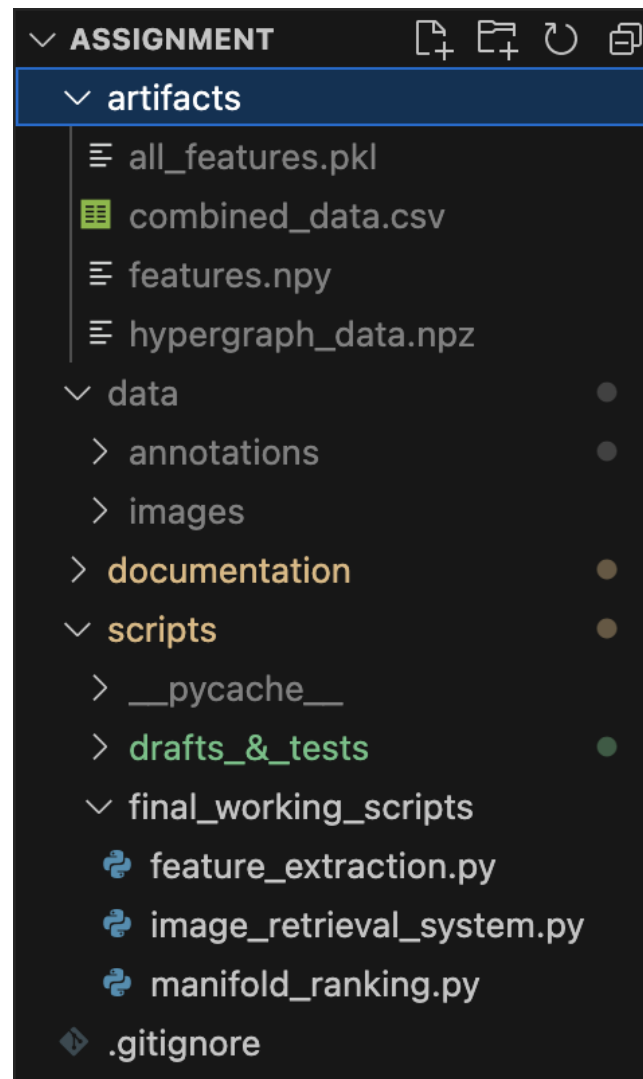 ASSIGNMENT
artifacts
all_features.pkl
combined_data.csv
features.npy
hypergraph_data.npz
data
annotations
images
documentation
scripts
__pycache__
drafts_&_tests
final_working_scripts
feature_extraction.py
image_retrieval_system.py
manifold_ranking.py
.gitignore